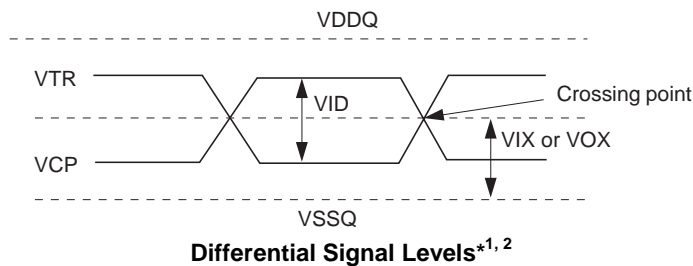 VDDQ
VTR
VID
Crossing point
VIX or VOX
VCP
VSSQ
Differential Signal Levels*1, 2